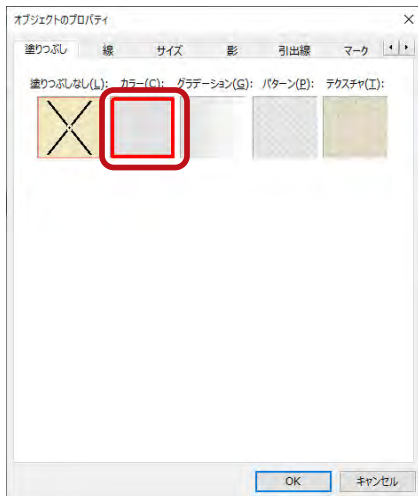 オブジェクトのプロパティ
塗りつぶし 線 サイズ 影 引出線 マーク
塗りつぶしなし(L): カラー(C): グラデーション(G): パターン(P): テクスチャ(T):
OK キャンセル